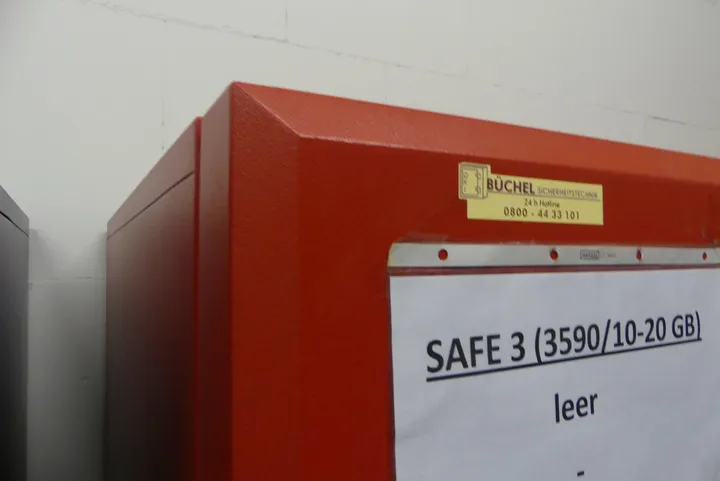 BÜCHEL SICHERHEITSTECHNIK
24 h Hotline
0800 - 44 33 101
SAFE 3 (3590/10-20 GB)
leer
-